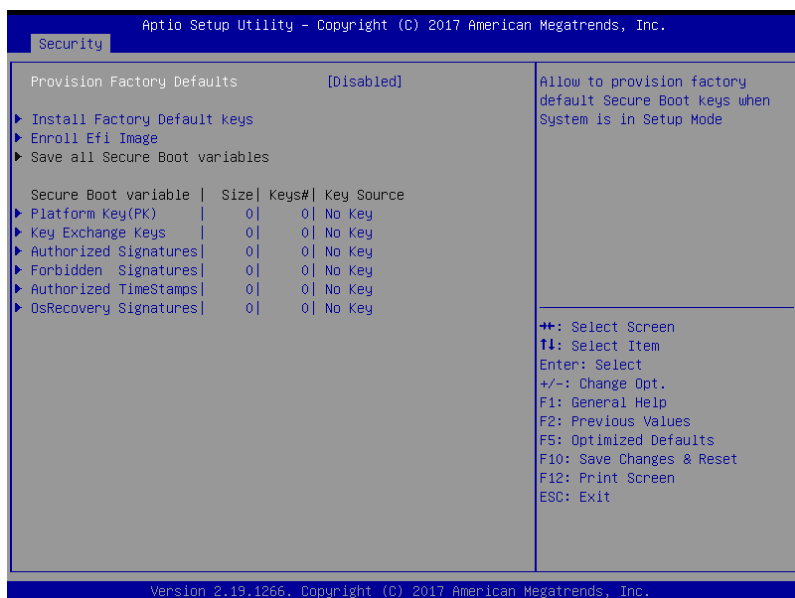 Aptio Setup Utility – Copyright (C) 2017 American Megatrends, Inc.
Security
Provision Factory Defaults [Disabled]
Install Factory Default keys
Enroll Efi Image
Save all Secure Boot variables
Secure Boot variable | Size| Keys#| Key Source
Platform Key(PK) | 0| 0| No Key
Key Exchange Keys | 0| 0| No Key
Authorized Signatures| 0| 0| No Key
Forbidden Signatures| 0| 0| No Key
Authorized TimeStamps| 0| 0| No Key
OsRecovery Signatures| 0| 0| No Key
Allow to provision factory
default Secure Boot keys when
System is in Setup Mode
→←: Select Screen
↑↓: Select Item
Enter: Select
+/-: Change Opt.
F1: General Help
F2: Previous Values
F5: Optimized Defaults
F10: Save Changes & Reset
F12: Print Screen
ESC: Exit
Version 2.19.1266. Copyright (C) 2017 American Megatrends, Inc.